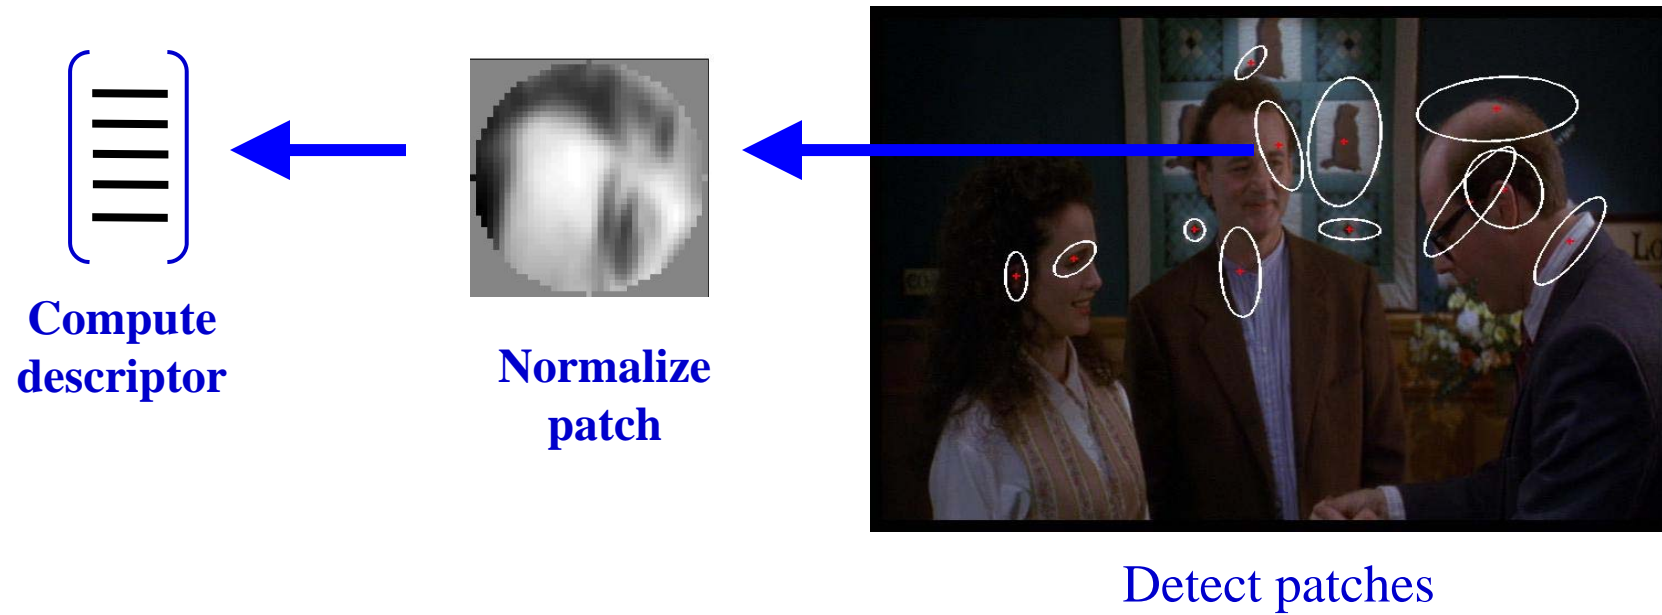 Compute
descriptor
Normalize
patch
Detect patches